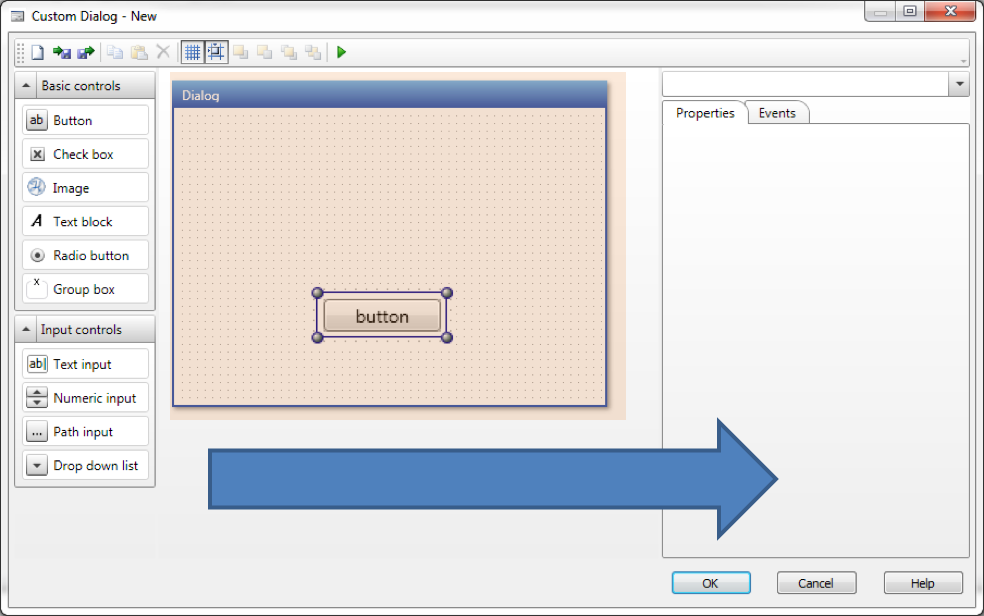 Custom Dialog - New
Basic controls
ab Button
Check box
Image
A Text block
Radio button
x Group box
Input controls
ab| Text input
Numeric input
... Path input
Drop down list
Dialog
button
Properties Events
OK Cancel Help